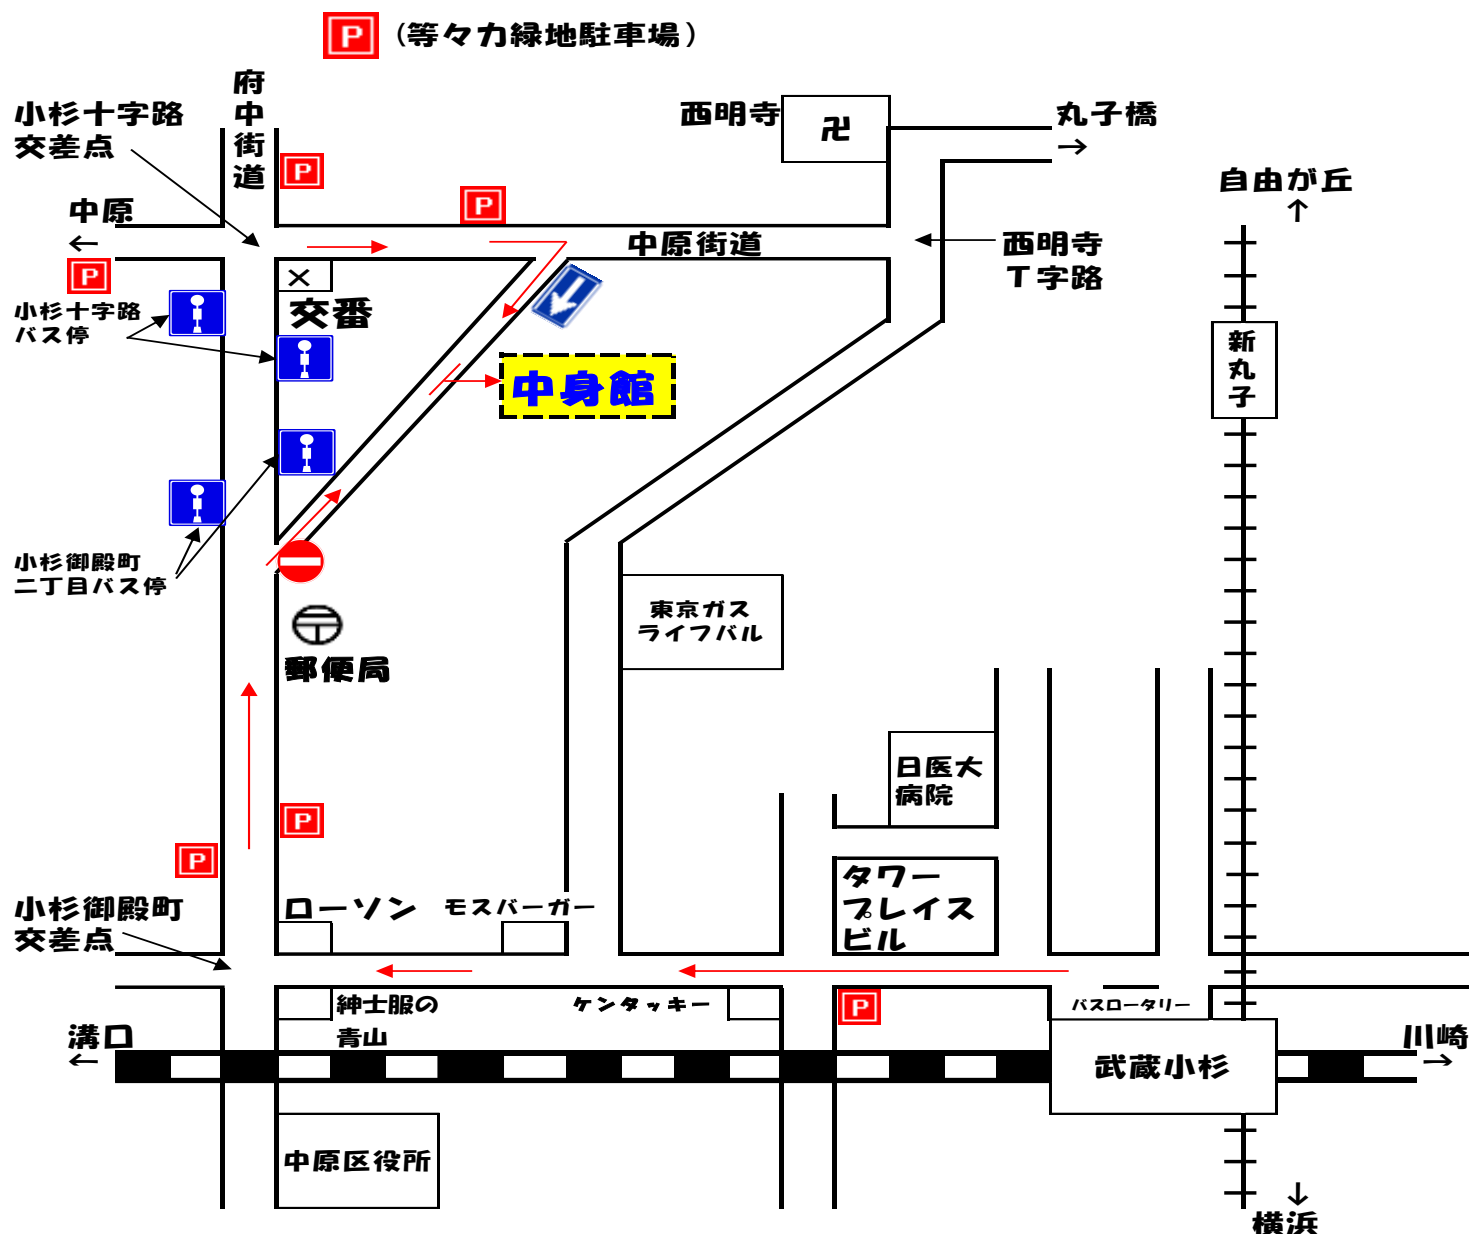 P
(等々力緑地駐車場)
府中街道
小杉十字路
交差点
P
P
西明寺
卍
丸子橋
→
自由が丘
↑
中原
←
P
中原街道
西明寺
T字路
小杉十字路
バス停
×
交番
中身館
新丸子
小杉御殿町
二丁目バス停
〒
郵便局
東京ガス
ライフバル
日医大
病院
P
P
タワー
プレイス
ビル
小杉御殿町
交差点
ローソン
モスバーガー
紳士服の
青山
ケンタッキー
P
バスロータリー
溝口
←
武蔵小杉
川崎
→
中原区役所
↓
横浜